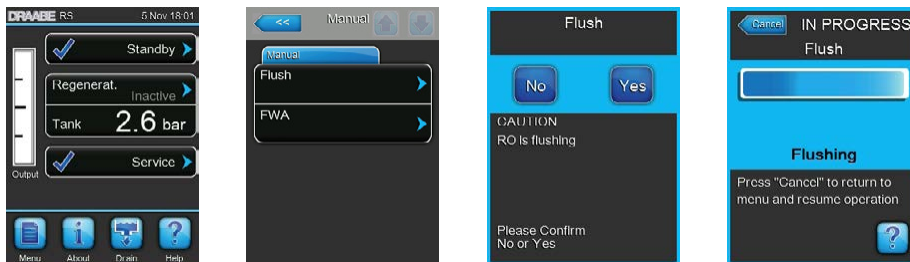 DRAABE RS 5 Nov 18:01
Standby
Regenerat.
Inactive
Tank 2.6 bar
Service
Output
Menu About Drain Help
<< Manual
Manual
Flush
FWA
Flush
No Yes
CAUTION
RO is flushing
Please Confirm
No or Yes
Cancel IN PROGRESS
Flush
Flushing
Press "Cancel" to return to
menu and resume operation
?